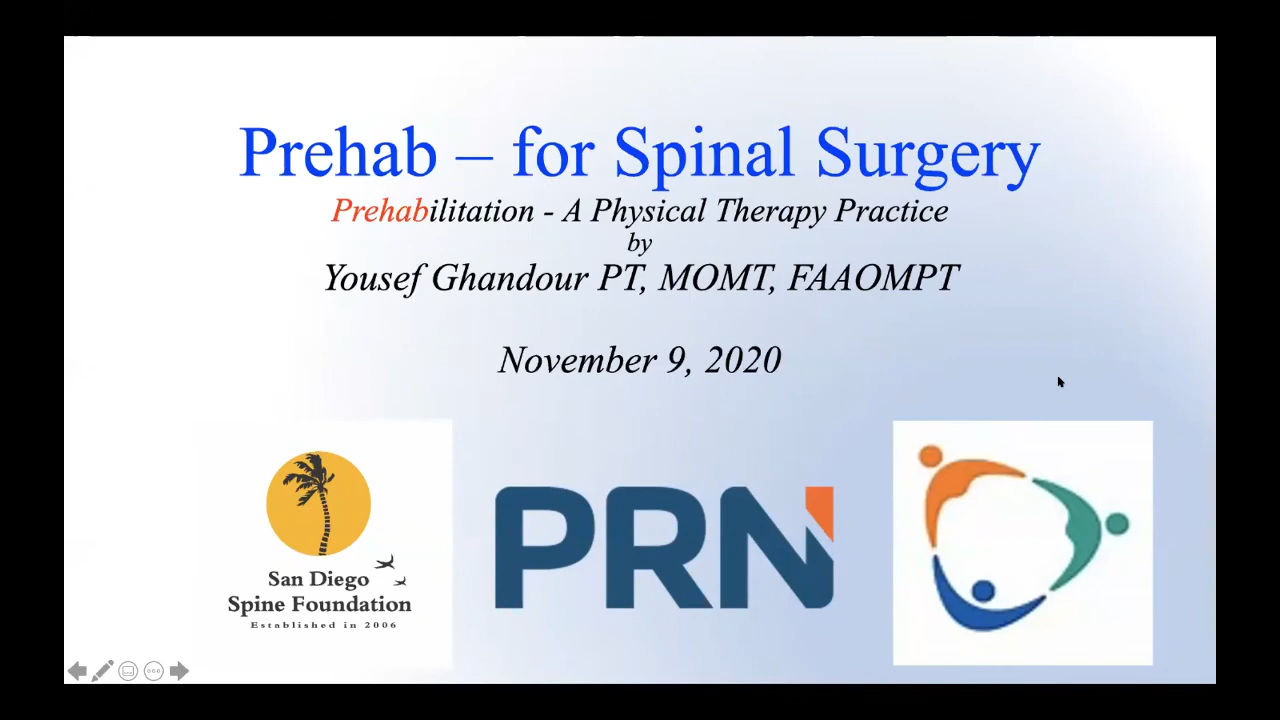 Prehab – for Spinal Surgery
Prehabilitation - A Physical Therapy Practice
by
Yousef Ghandour PT, MOMT, FAAOMPT
November 9, 2020
San Diego
Spine Foundation
Established in 2006
PRN